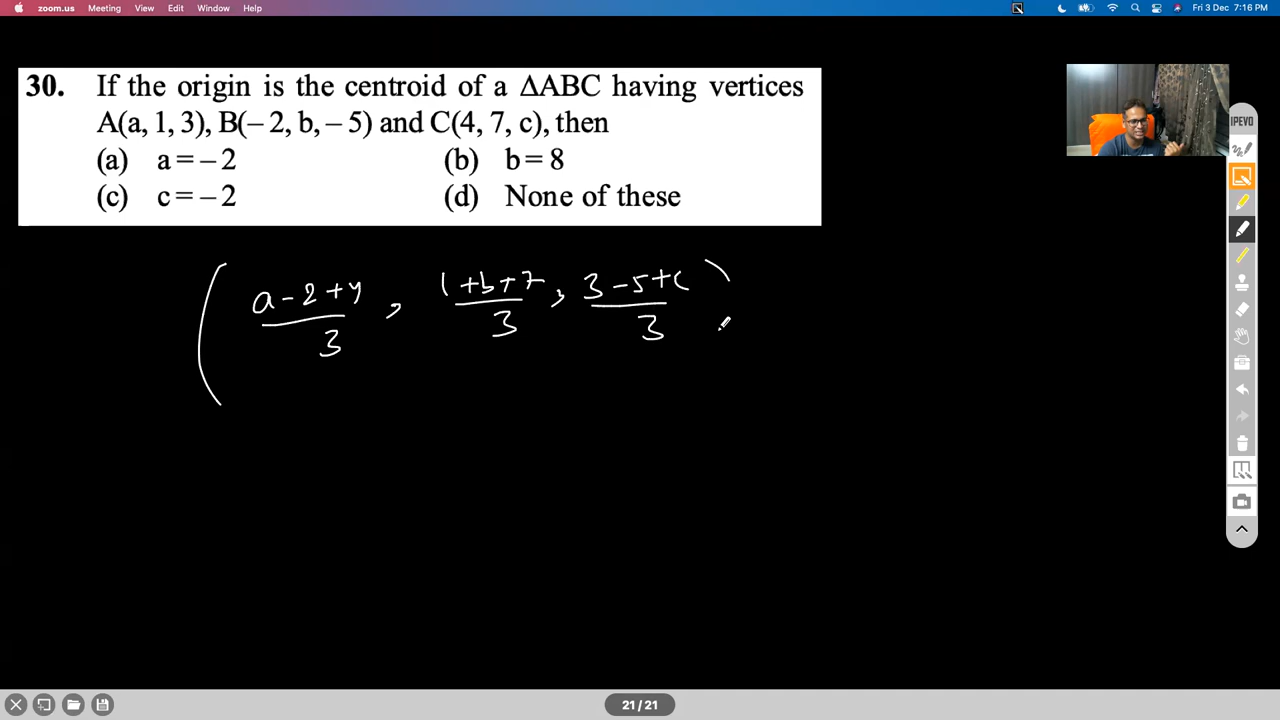 zoom.us Meeting View Edit Window Help Fri 3 Dec 7:16 PM
30. If the origin is the centroid of a ΔABC having vertices
A(a, 1, 3), B(– 2, b, – 5) and C(4, 7, c), then
(a) a = – 2 (b) b = 8
(c) c = – 2 (d) None of these
IPEVO
( a - 2 + 4 / 3 , 1 + b + 7 / 3 , 3 - 5 + c / 3 )
21 / 21